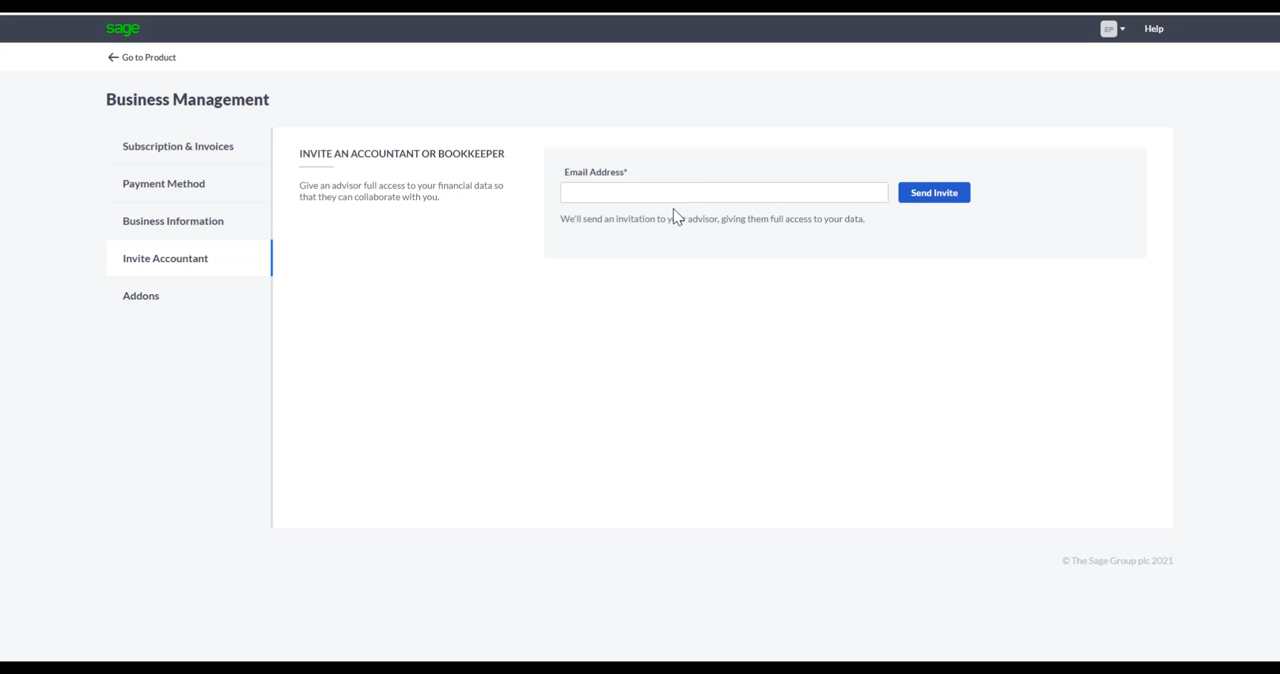 sage
EP
Help
Go to Product
Business Management
Subscription & Invoices
Payment Method
Business Information
Invite Accountant
Addons
INVITE AN ACCOUNTANT OR BOOKKEEPER
Give an advisor full access to your financial data so
that they can collaborate with you.
Email Address*
Send Invite
We'll send an invitation to your advisor, giving them full access to your data.
© The Sage Group plc 2021